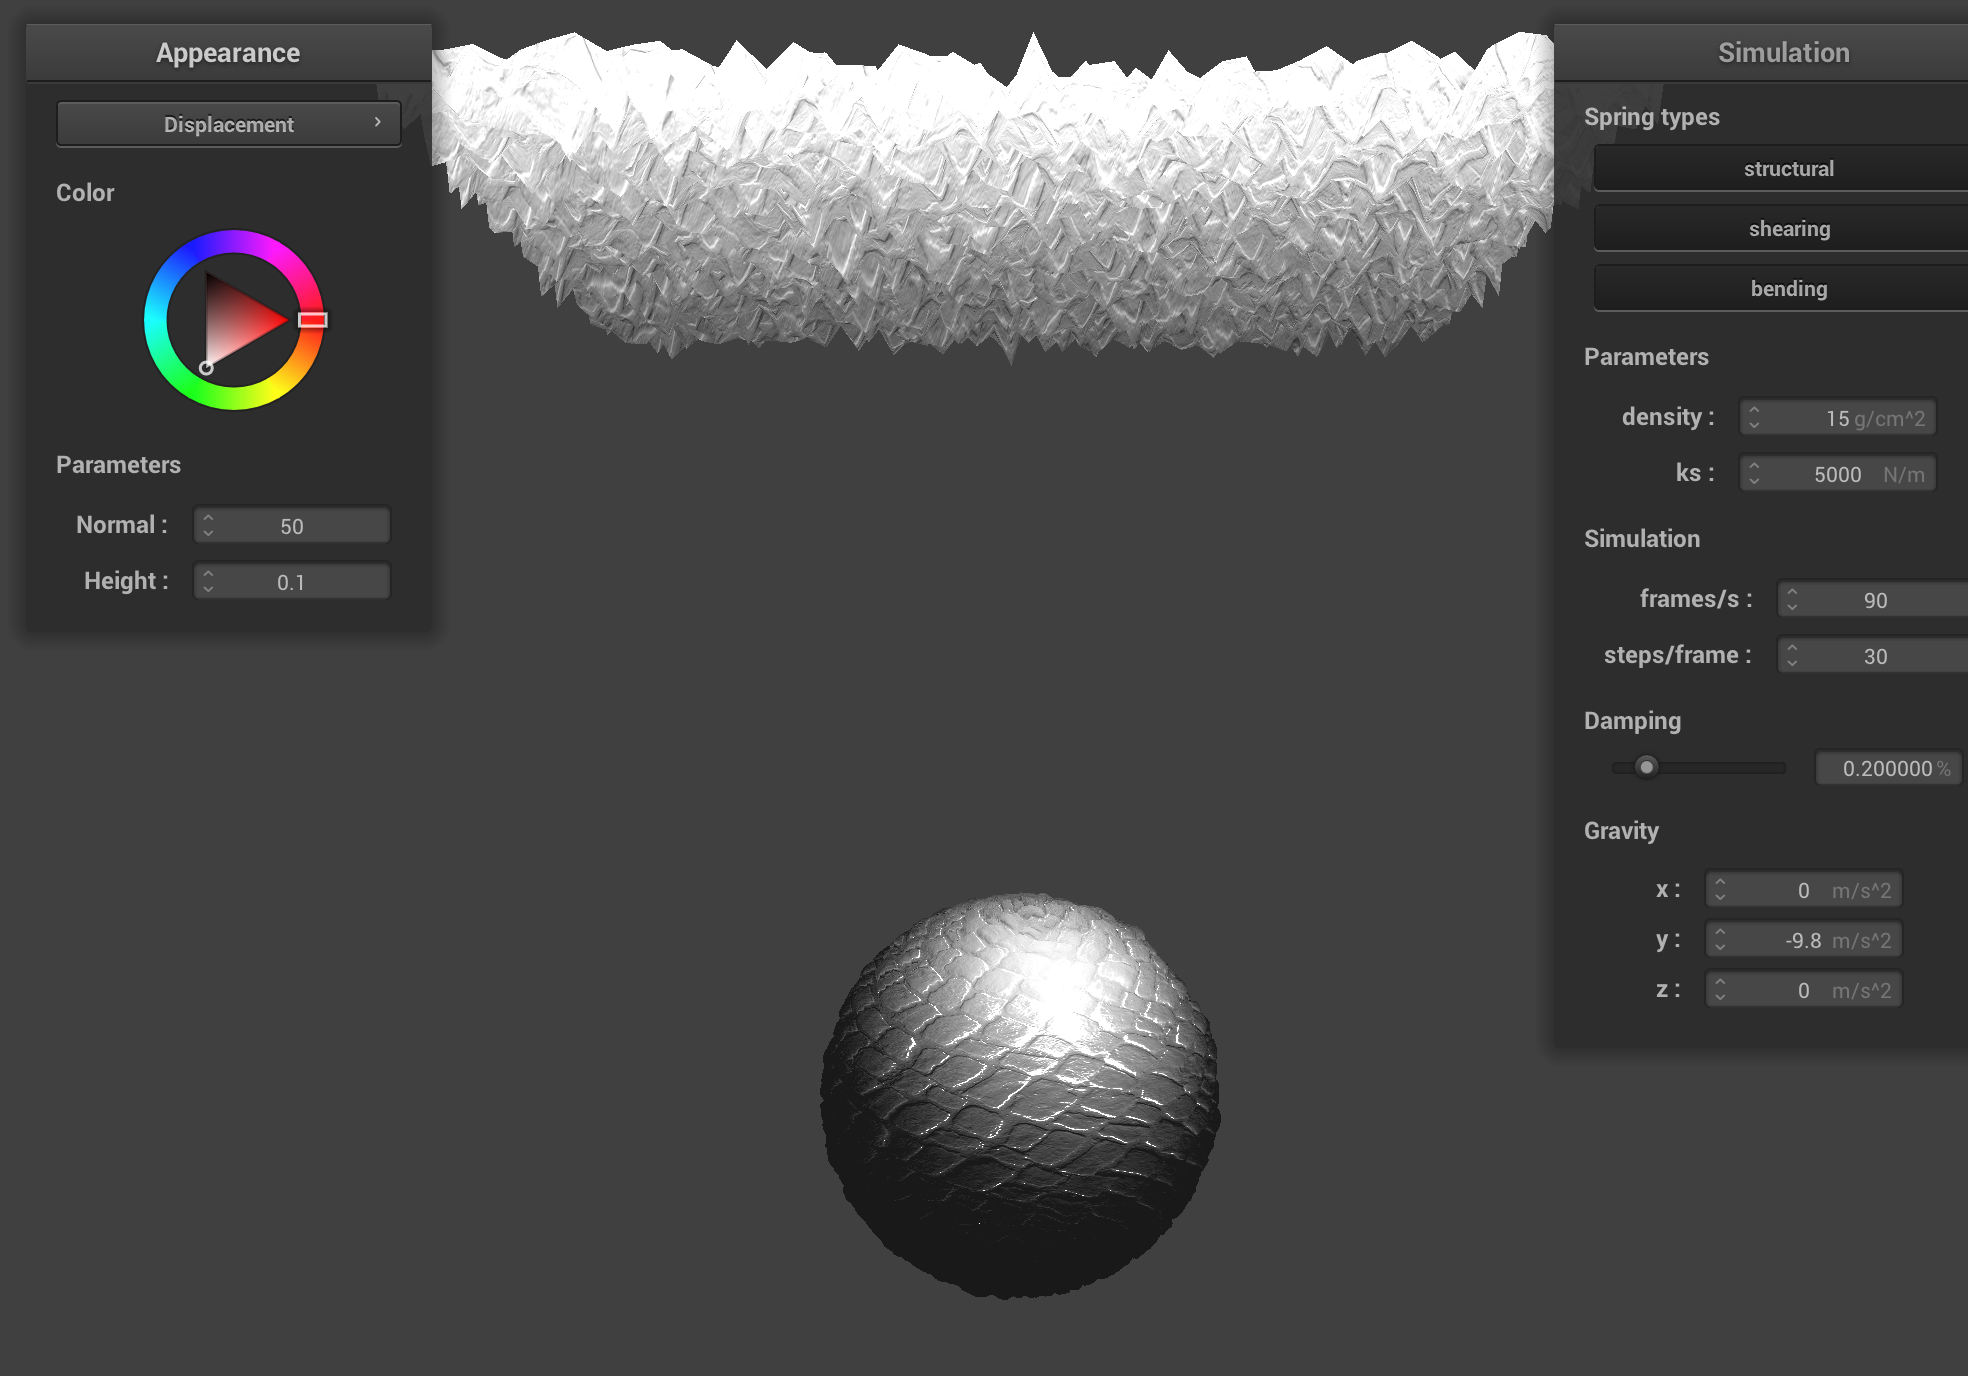 Appearance
Displacement
Color
Parameters
Normal : 50
Height : 0.1
Simulation
Spring types
structural
shearing
bending
Parameters
density : 15 g/cm^2
ks : 5000 N/m
Simulation
frames/s : 90
steps/frame : 30
Damping
0.200000 %
Gravity
x : 0 m/s^2
y : -9.8 m/s^2
z : 0 m/s^2